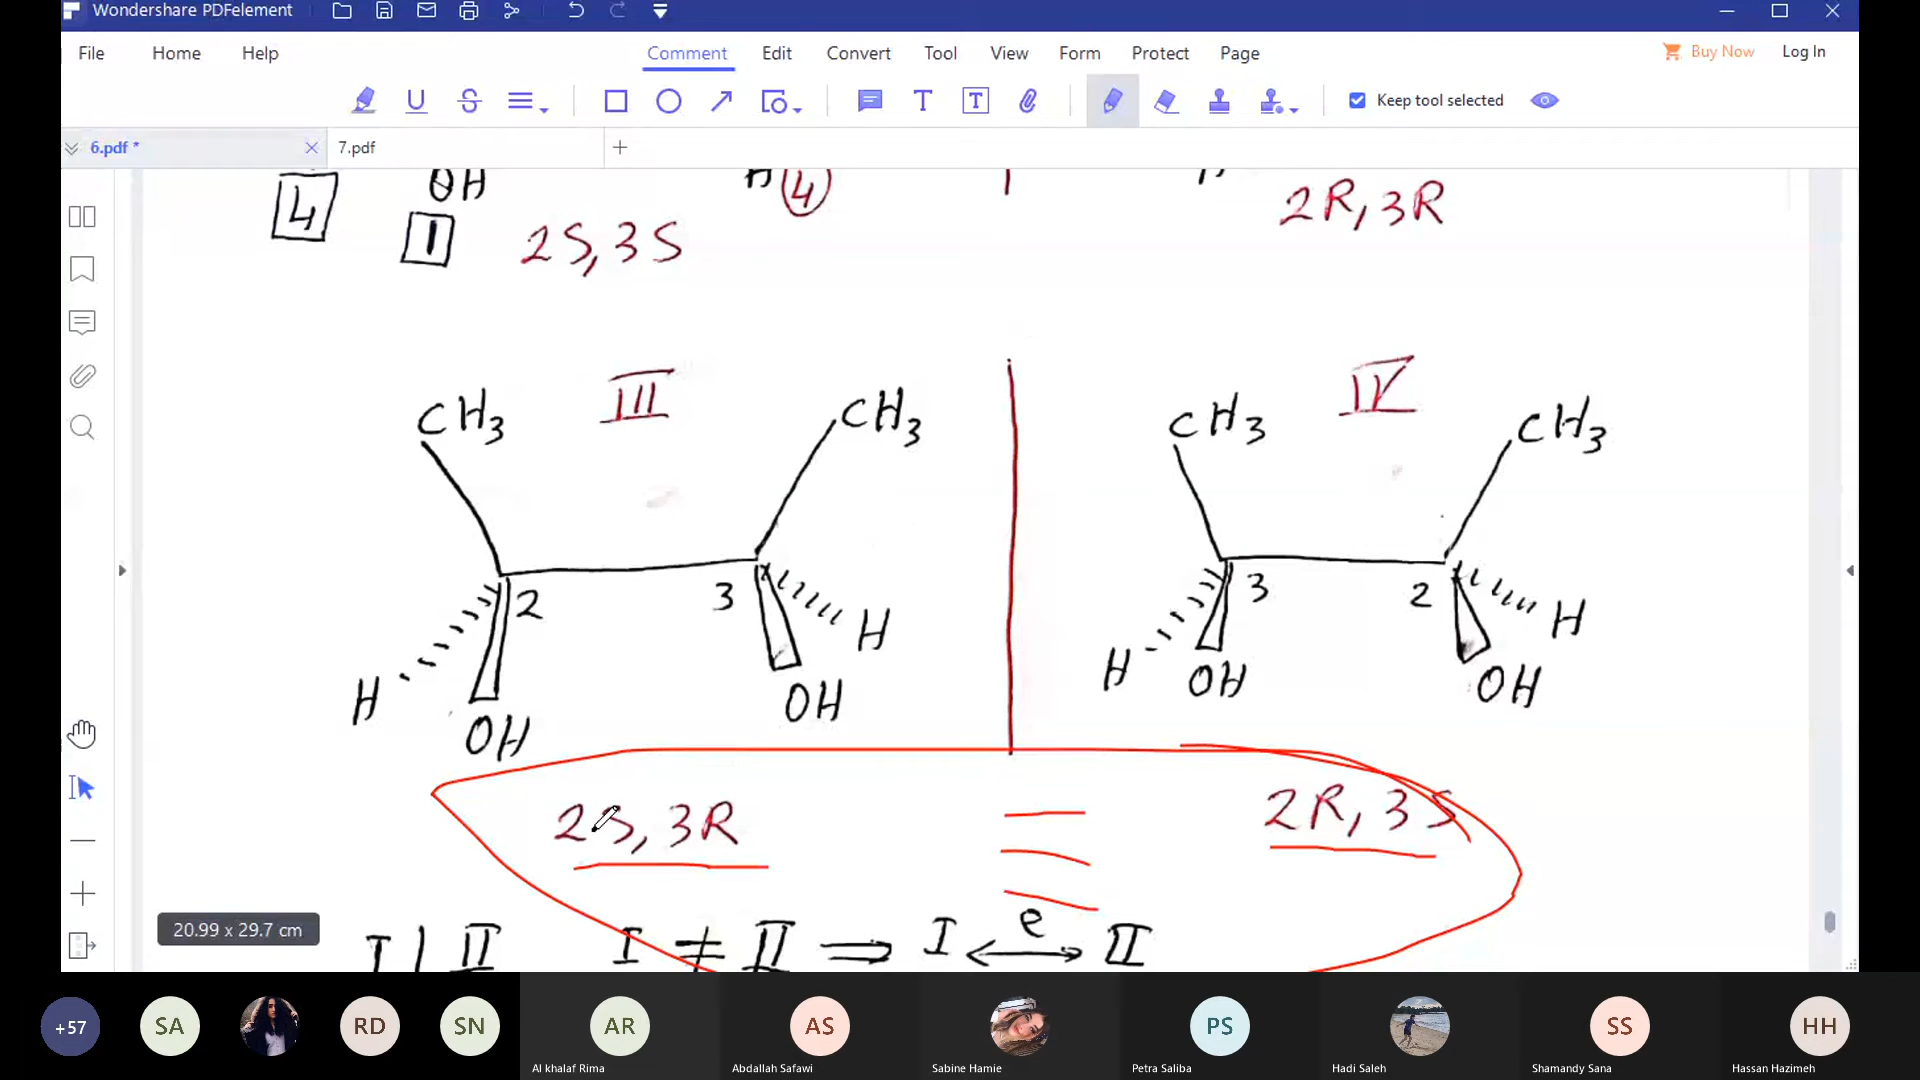 Wondershare PDFelement
File Home Help Comment Edit Convert Tool View Form Protect Page Buy Now Log In
Keep tool selected
6.pdf * 7.pdf
4 OH H 4
1 2S, 3S 2R, 3R
III IV
CH3 CH3 CH3 CH3
2 3 3 2
H H H H
OH OH OH OH
2S, 3R 2R, 3S
I | II I ≠ II ⇒ I ⟷ e II
20.99 x 29.7 cm
+57 SA RD SN AR AS PS SS HH
Al khalaf Rima Abdallah Safawi Sabine Hamie Petra Saliba Hadi Saleh Shamandy Sana Hassan Hazimeh